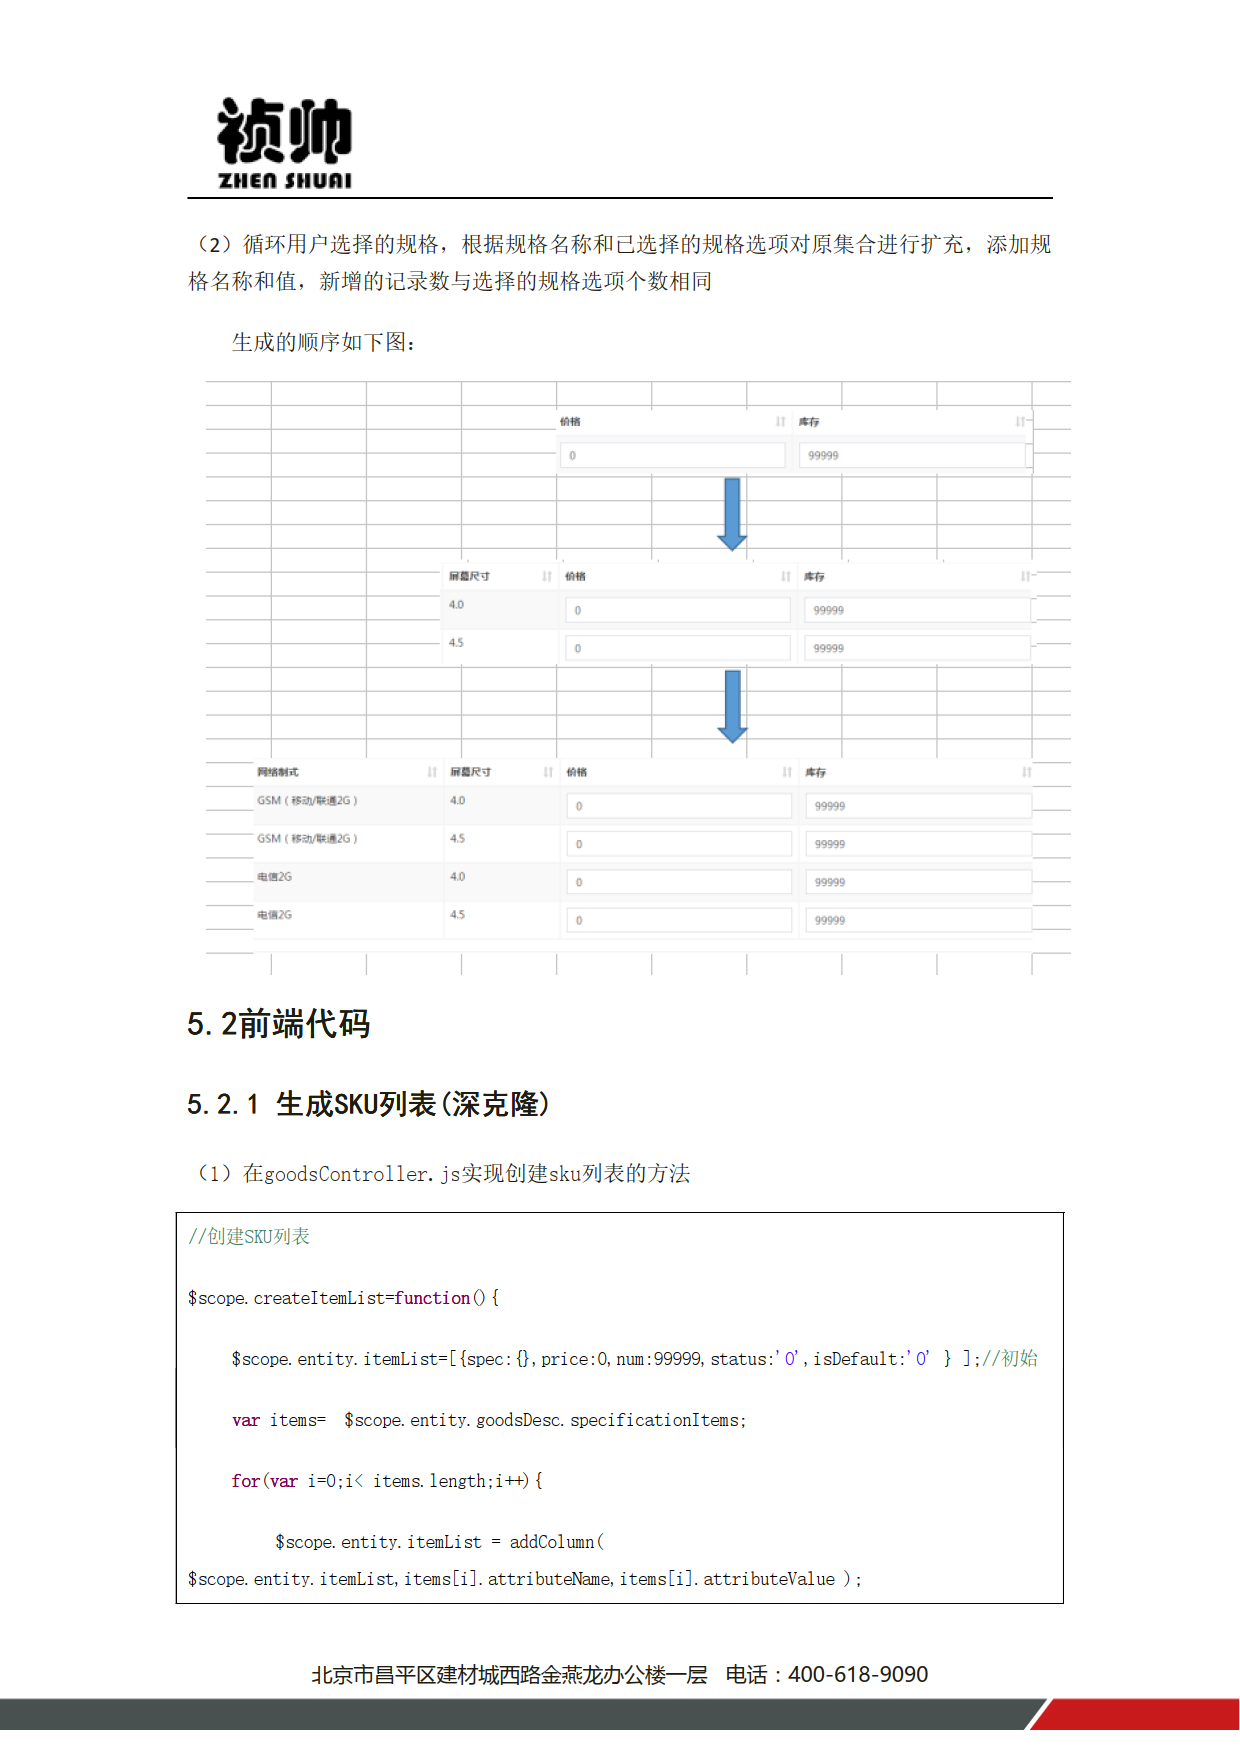 祯帅
ZHEN SHUAI
（2）循环用户选择的规格，根据规格名称和已选择的规格选项对原集合进行扩充，添加规
格名称和值，新增的记录数与选择的规格选项个数相同
生成的顺序如下图：
价格 库存
0 99999
屏幕尺寸 价格 库存
4.0 0 99999
4.5 0 99999
网络制式 屏幕尺寸 价格 库存
GSM（移动/联通2G） 4.0 0 99999
GSM（移动/联通2G） 4.5 0 99999
电信2G 4.0 0 99999
电信2G 4.5 0 99999
5.2前端代码
5.2.1 生成SKU列表(深克隆)
（1）在goodsController.js实现创建sku列表的方法
//创建SKU列表
$scope.createItemList=function(){
$scope.entity.itemList=[{spec:{},price:0,num:99999,status:'0',isDefault:'0' } ];//初始
var items= $scope.entity.goodsDesc.specificationItems;
for(var i=0;i< items.length;i++){
$scope.entity.itemList = addColumn(
$scope.entity.itemList,items[i].attributeName,items[i].attributeValue );
北京市昌平区建材城西路金燕龙办公楼一层 电话：400-618-9090